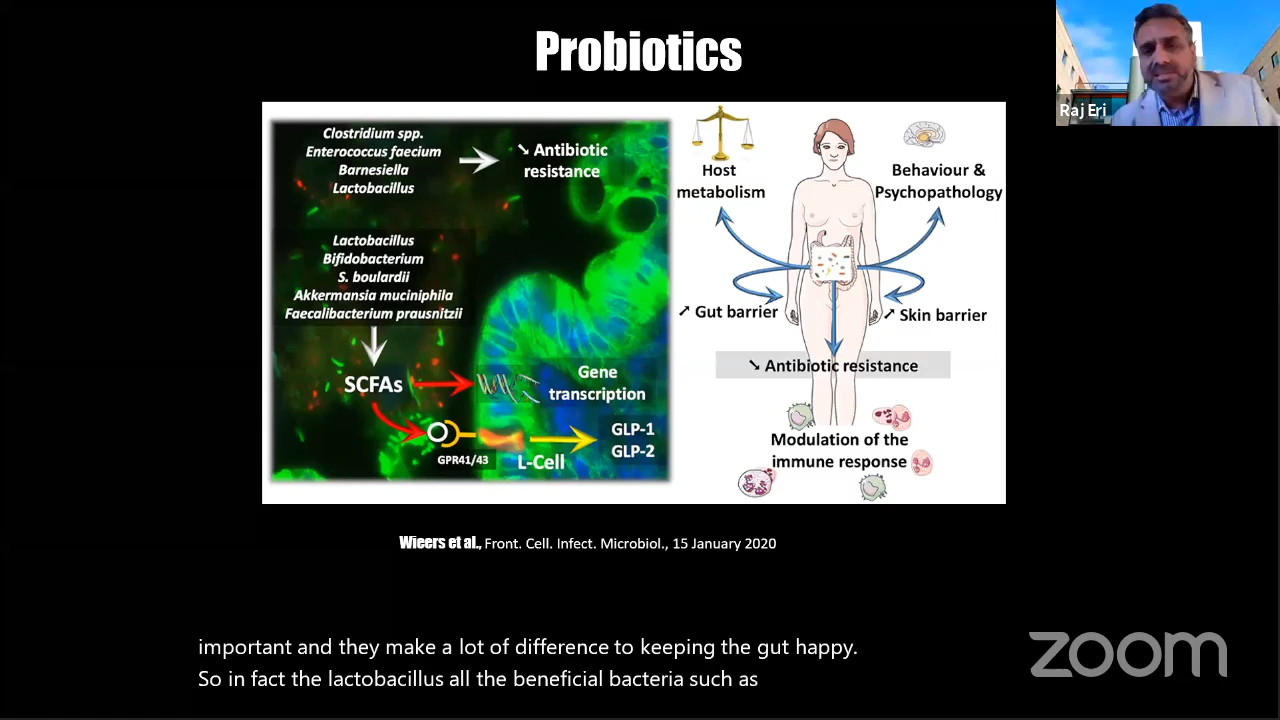 Probiotics
Raj Eri
Clostridium spp.
Enterococcus faecium
Barnesiella
Lactobacillus
↘ Antibiotic
resistance
Lactobacillus
Bifidobacterium
S. boulardii
Akkermansia muciniphila
Faecalibacterium prausnitzii
SCFAs
Gene
transcription
GPR41/43
L-Cell
GLP-1
GLP-2
Host
metabolism
Behaviour &
Psychopathology
↗ Gut barrier
↗ Skin barrier
↘ Antibiotic resistance
Modulation of the
immune response
Wieers et al., Front. Cell. Infect. Microbiol., 15 January 2020
important and they make a lot of difference to keeping the gut happy.
So in fact the lactobacillus all the beneficial bacteria such as
zoom